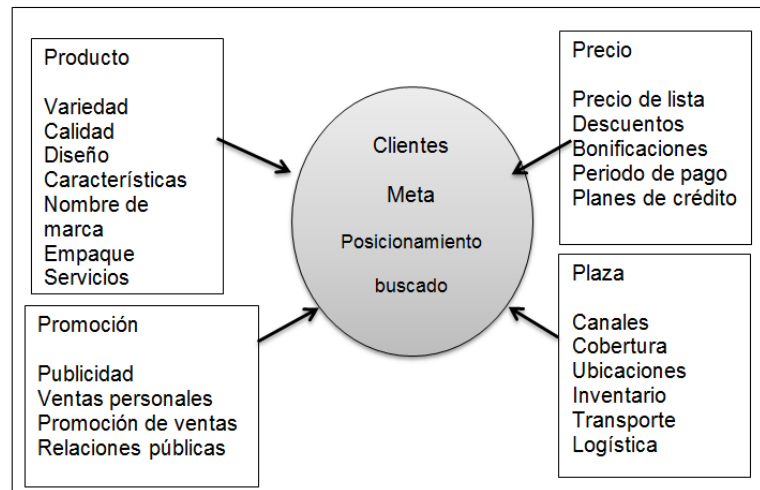 Producto
Variedad
Calidad
Diseño
Características
Nombre de
marca
Empaque
Servicios
Precio
Precio de lista
Descuentos
Bonificaciones
Periodo de pago
Planes de crédito
Clientes
Meta
Posicionamiento
buscado
Promoción
Publicidad
Ventas personales
Promoción de ventas
Relaciones públicas
Plaza
Canales
Cobertura
Ubicaciones
Inventario
Transporte
Logística